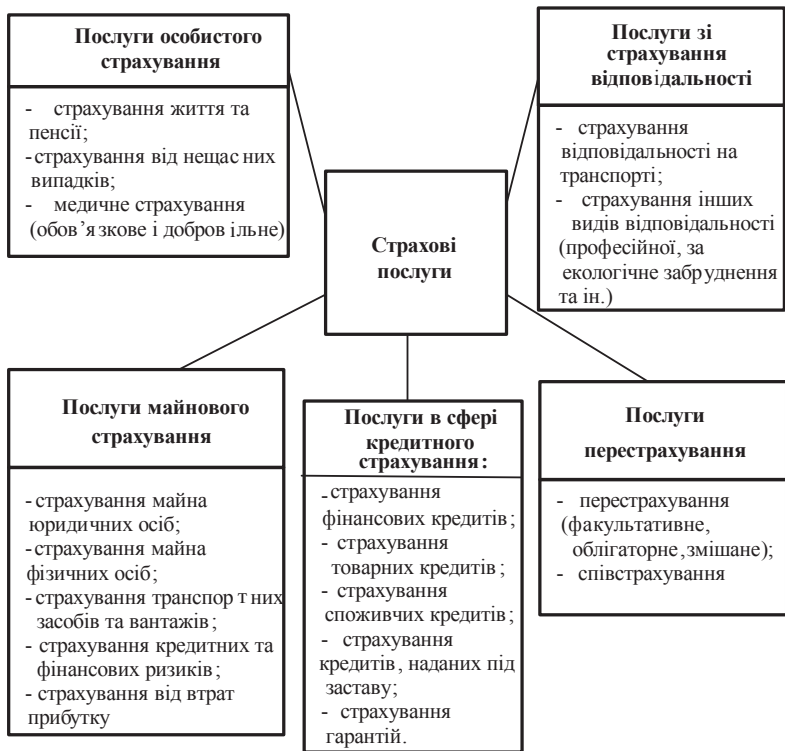 Послуги особистого
страхування
- страхування життя та
пенсії;
-страхування від нещасних
випадків;
- медичне страхування
(обов’язкове і добровільне)
Послуги зі
страхування
відповідальності
- страхування
відповідальності на
транспорті;
- страхування інших
видів відповідальності
(професійної, за
екологічне забруднення
та ін.)
Страхові
послуги
Послуги майнового
страхування
-страхування майна
юридичних осіб;
-страхування майна
фізичних осіб;
-страхування транспортних
засобів та вантажів;
- страхування кредитних та
фінансових ризиків;
- страхування від втрат
прибутку
Послуги в сфері
кредитного
страхування:
-страхування
фінансових кредитів;
- страхування
товарних кредитів;
- страхування
споживчих кредитів;
- страхування
кредитів, наданих під
заставу;
- страхування
гарантій.
Послуги
перестрахування
- перестрахування
(факультативне,
облігаторне,змішане);
- співстрахування